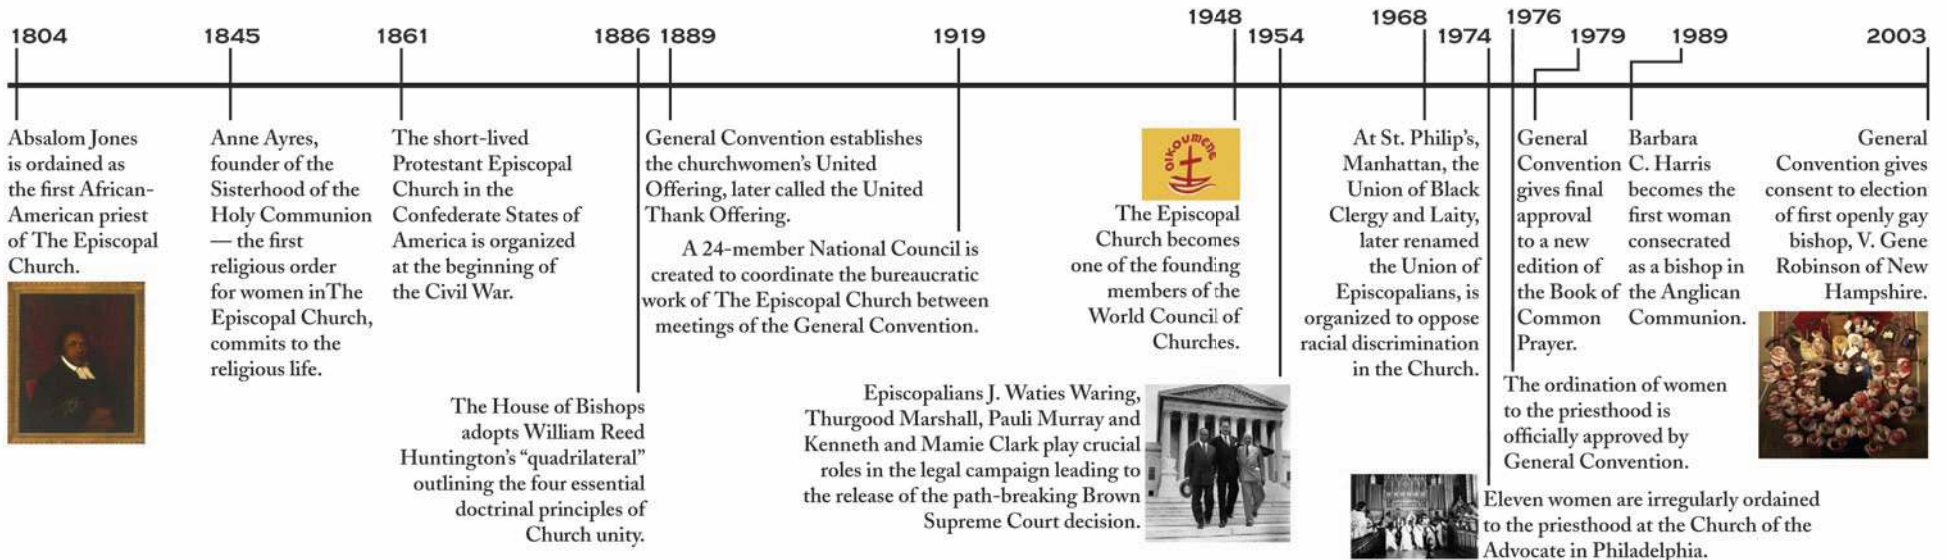 1804
Absalom Jones
is ordained as
the first African-
American priest
of The Episcopal
Church.
1845
Anne Ayres,
founder of the
Sisterhood of the
Holy Communion
— the first
religious order
for women inThe
Episcopal Church,
commits to the
religious life.
1861
The short-lived
Protestant Episcopal
Church in the
Confederate States of
America is organized
at the beginning of
the Civil War.
1886
The House of Bishops
adopts William Reed
Huntington’s “quadrilateral”
outlining the four essential
doctrinal principles of
Church unity.
1889
General Convention establishes
the churchwomen’s United
Offering, later called the United
Thank Offering.
1919
A 24-member National Council is
created to coordinate the bureaucratic
work of The Episcopal Church between
meetings of the General Convention.
1948
OIKOUMENE
The Episcopal
Church becomes
one of the founding
members of the
World Council of
Churches.
1954
Episcopalians J. Waties Waring,
Thurgood Marshall, Pauli Murray and
Kenneth and Mamie Clark play crucial
roles in the legal campaign leading to
the release of the path-breaking Brown
Supreme Court decision.
1968
At St. Philip’s,
Manhattan, the
Union of Black
Clergy and Laity,
later renamed
the Union of
Episcopalians, is
organized to oppose
racial discrimination
in the Church.
1974
Eleven women are irregularly ordained
to the priesthood at the Church of the
Advocate in Philadelphia.
1976
The ordination of women
to the priesthood is
officially approved by
General Convention.
1979
General
Convention
gives final
approval
to a new
edition of
the Book of
Common
Prayer.
1989
Barbara
C. Harris
becomes the
first woman
consecrated
as a bishop in
the Anglican
Communion.
2003
General
Convention gives
consent to election
of first openly gay
bishop, V. Gene
Robinson of New
Hampshire.